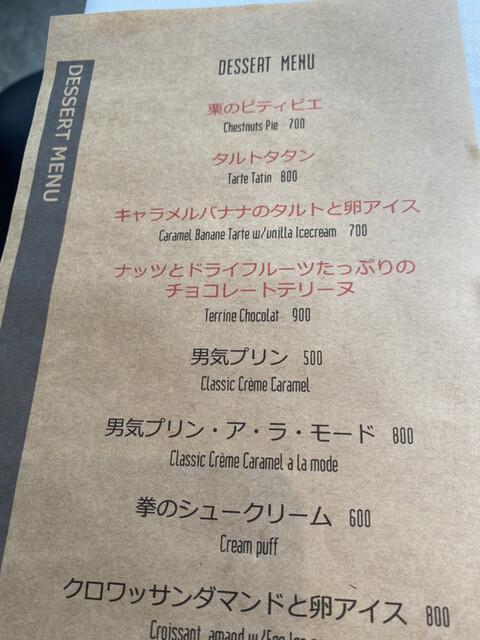 DESSERT MENU
DESSERT MENU
栗のピティピエ
Chestnuts Pie 700
タルトタタン
Tarte Tatin 800
キャラメルバナナのタルトと卵アイス
Caramel Banane Tarte w/vnilla Icecream 700
ナッツとドライフルーツたっぷりの
チョコレートテリーヌ
Terrine Chocolat 900
男気プリン 500
Classic Crème Caramel
男気プリン・ア・ラ・モード 800
Classic Crème Caramel a la mode
拳のシュークリーム 600
Cream puff
クロワッサンダマンドと卵アイス 800
Croissant amand w/Egg